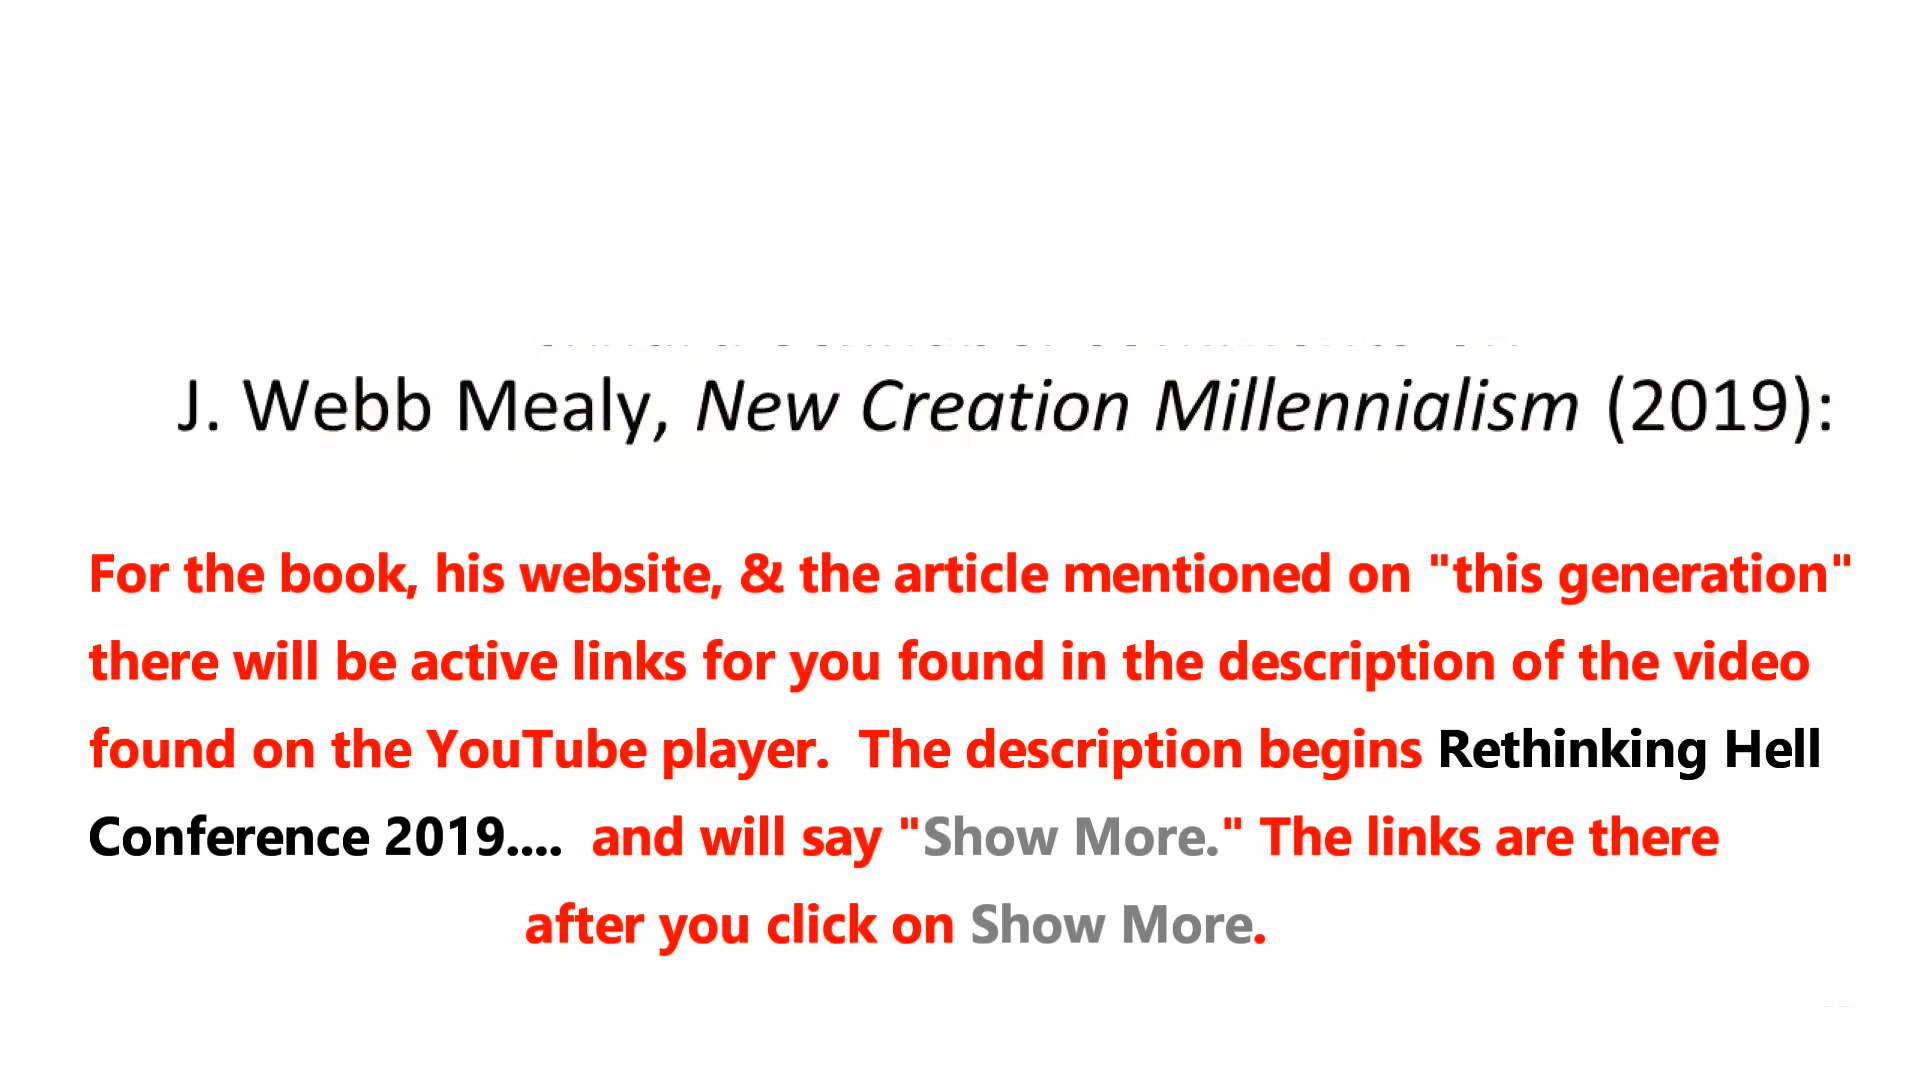 J. Webb Mealy, New Creation Millennialism (2019):
For the book, his website, & the article mentioned on "this generation"
there will be active links for you found in the description of the video
found on the YouTube player.  The description begins Rethinking Hell
Conference 2019....  and will say "Show More." The links are there
after you click on Show More.